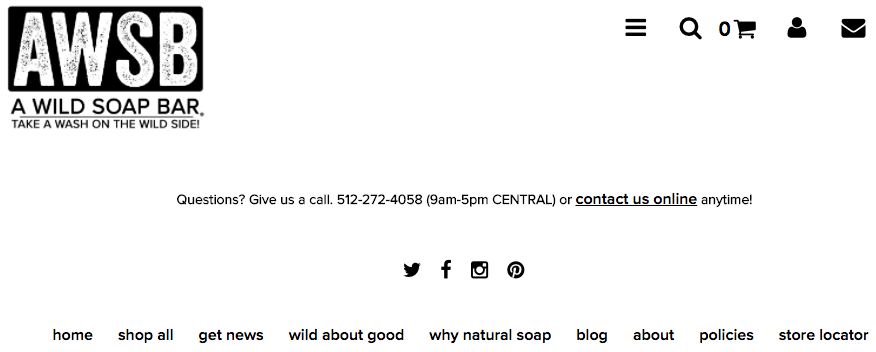 AWSB
A WILD SOAP BAR®
TAKE A WASH ON THE WILD SIDE!
0
Questions? Give us a call. 512-272-4058 (9am-5pm CENTRAL) or contact us online anytime!
home shop all get news wild about good why natural soap blog about policies store locator